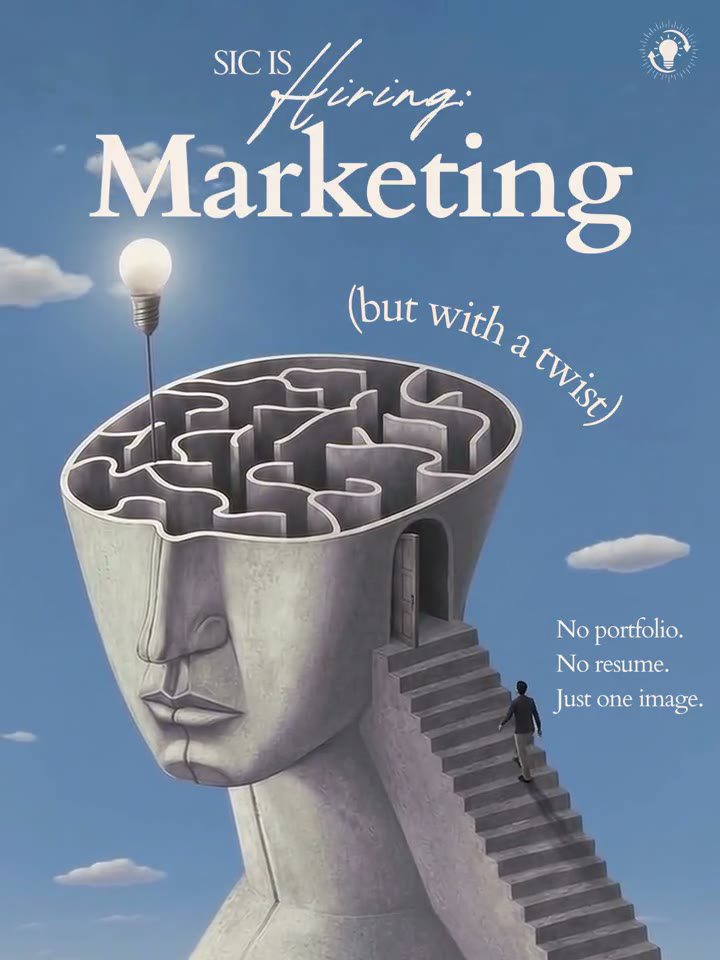 SIC IS Hiring:
Marketing
(but with a twist)
No portfolio.
No resume.
Just one image.